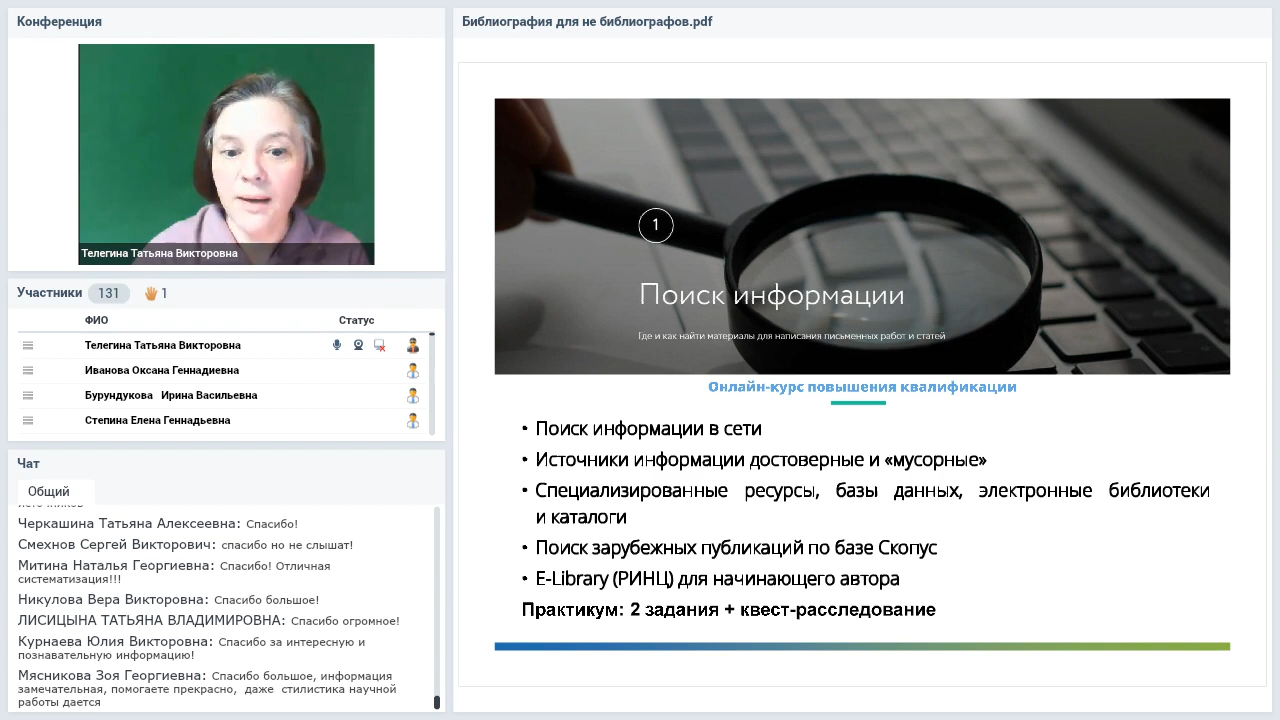 Конференция
Телегина Татьяна Викторовна
Участники 131 1
ФИО Статус
Телегина Татьяна Викторовна
Иванова Оксана Геннадиевна
Бурундукова Ирина Васильевна
Степина Елена Геннадьевна
Чат
Общий
Черкашина Татьяна Алексеевна: Спасибо!
Смехнов Сергей Викторович: спасибо но не слышат!
Митина Наталья Георгиевна: Спасибо! Отличная
систематизация!!!
Никулова Вера Викторовна: Спасибо большое!
ЛИСИЦЫНА ТАТЬЯНА ВЛАДИМИРОВНА: Спасибо огромное!
Курнаева Юлия Викторовна: Спасибо за интересную и
познавательную информацию!
Мясникова Зоя Георгиевна: Спасибо большое, информация
замечательная, помогаете прекрасно, даже стилистика научной
работы дается
Библиография для не библиографов.pdf
1
Поиск информации
Где и как найти материалы для написания письменных работ и статей
Онлайн-курс повышения квалификации
• Поиск информации в сети
• Источники информации достоверные и «мусорные»
• Специализированные ресурсы, базы данных, электронные библиотеки
и каталоги
• Поиск зарубежных публикаций по базе Скопус
• E-Library (РИНЦ) для начинающего автора
Практикум: 2 задания + квест-расследование